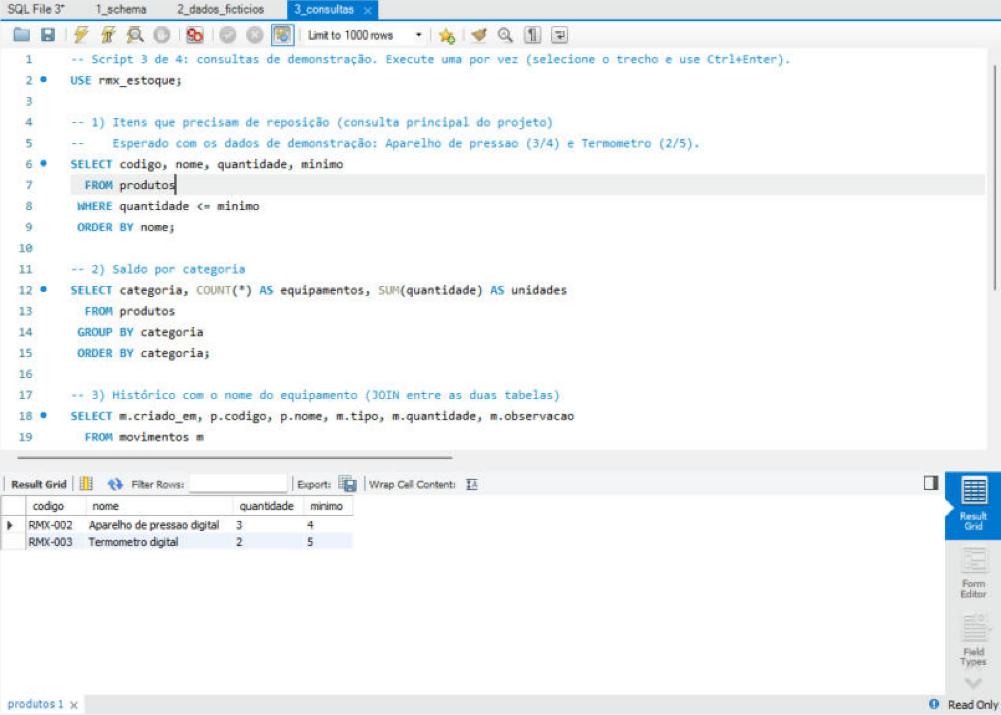 SQL File 3* 1_schema 2_dados_ficticios 3_consultas
Limit to 1000 rows
1 -- Script 3 de 4: consultas de demonstração. Execute uma por vez (selecione o trecho e use Ctrl+Enter).
2 USE rmx_estoque;
3
4 -- 1) Itens que precisam de reposição (consulta principal do projeto)
5 -- Esperado com os dados de demonstração: Aparelho de pressao (3/4) e Termometro (2/5).
6 SELECT codigo, nome, quantidade, minimo
7 FROM produtos
8 WHERE quantidade <= minimo
9 ORDER BY nome;
10
11 -- 2) Saldo por categoria
12 SELECT categoria, COUNT(*) AS equipamentos, SUM(quantidade) AS unidades
13 FROM produtos
14 GROUP BY categoria
15 ORDER BY categoria;
16
17 -- 3) Histórico com o nome do equipamento (JOIN entre as duas tabelas)
18 SELECT m.criado_em, p.codigo, p.nome, m.tipo, m.quantidade, m.observacao
19 FROM movimentos m
Result Grid Filter Rows: Export: Wrap Cell Content:
codigo nome quantidade minimo
RMX-002 Aparelho de pressao digital 3 4
RMX-003 Termometro digital 2 5
Result
Grid
Form
Editor
Field
Types
produtos 1 Read Only